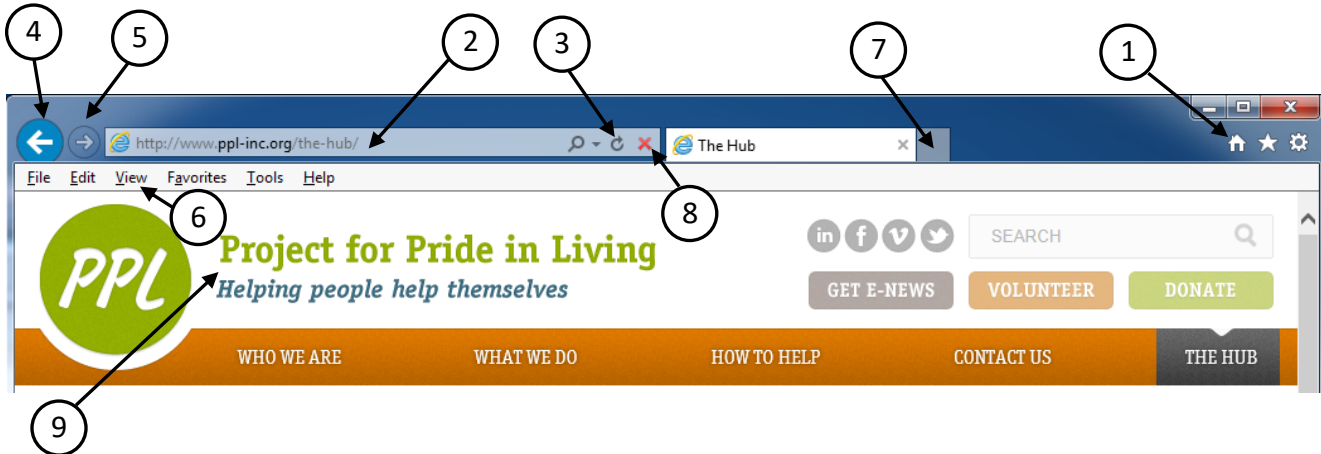 4
5
2
3
7
1
http://www.ppl-inc.org/the-hub/
The Hub
File Edit View Favorites Tools Help
6
8
PPL
Project for Pride in Living
Helping people help themselves
in f v
SEARCH
GET E-NEWS VOLUNTEER DONATE
WHO WE ARE WHAT WE DO HOW TO HELP CONTACT US THE HUB
9